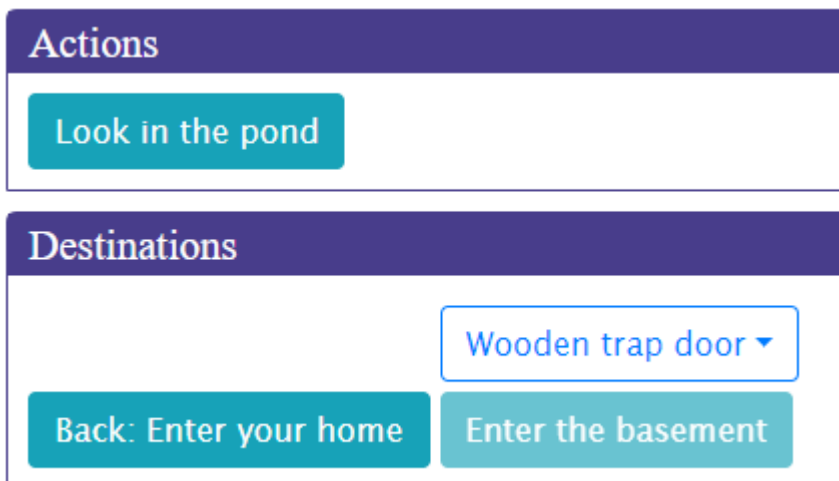 Actions
Look in the pond
Destinations
Wooden trap door
Back: Enter your home
Enter the basement